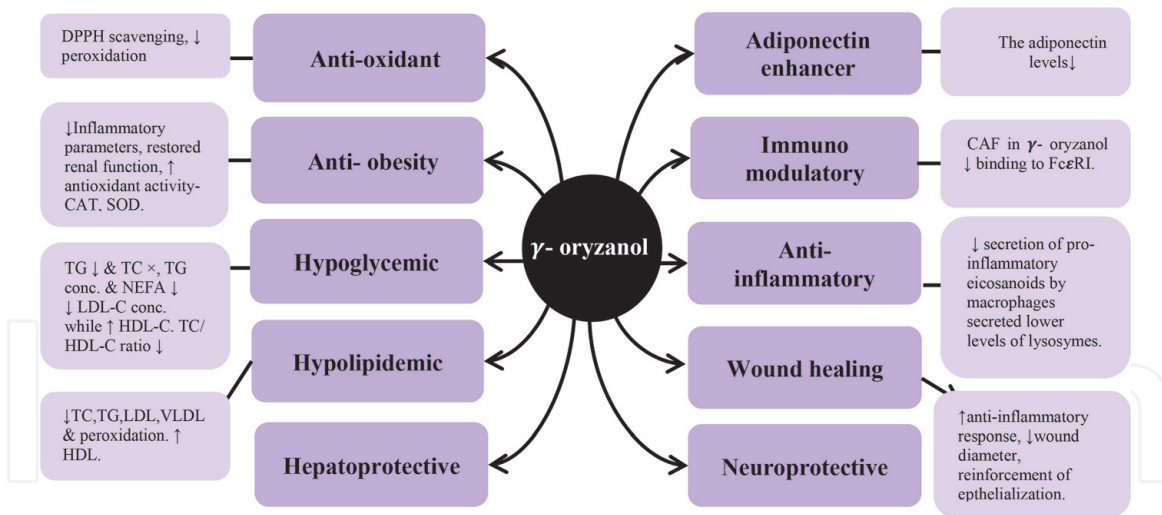 DPPH scavenging, ↓
peroxidation
Anti-oxidant
↓Inflammatory
parameters, restored
renal function, ↑
antioxidant activity-
CAT, SOD.
Anti- obesity
TG ↓ & TC ×, TG
conc. & NEFA ↓
↓ LDL-C conc.
while ↑ HDL-C. TC/
HDL-C ratio ↓
Hypoglycemic
↓TC,TG,LDL,VLDL
& peroxidation. ↑
HDL.
Hypolipidemic
Hepatoprotective
γ- oryzanol
Adiponectin
enhancer
The adiponectin
levels↓
Immuno
modulatory
CAF in γ- oryzanol
↓ binding to FcεRI.
Anti-
inflammatory
↓ secretion of pro-
inflammatory
eicosanoids by
macrophages
secreted lower
levels of lysosymes.
Wound healing
↑anti-inflammatory
response, ↓wound
diameter,
reinforcement of
epthelialization.
Neuroprotective